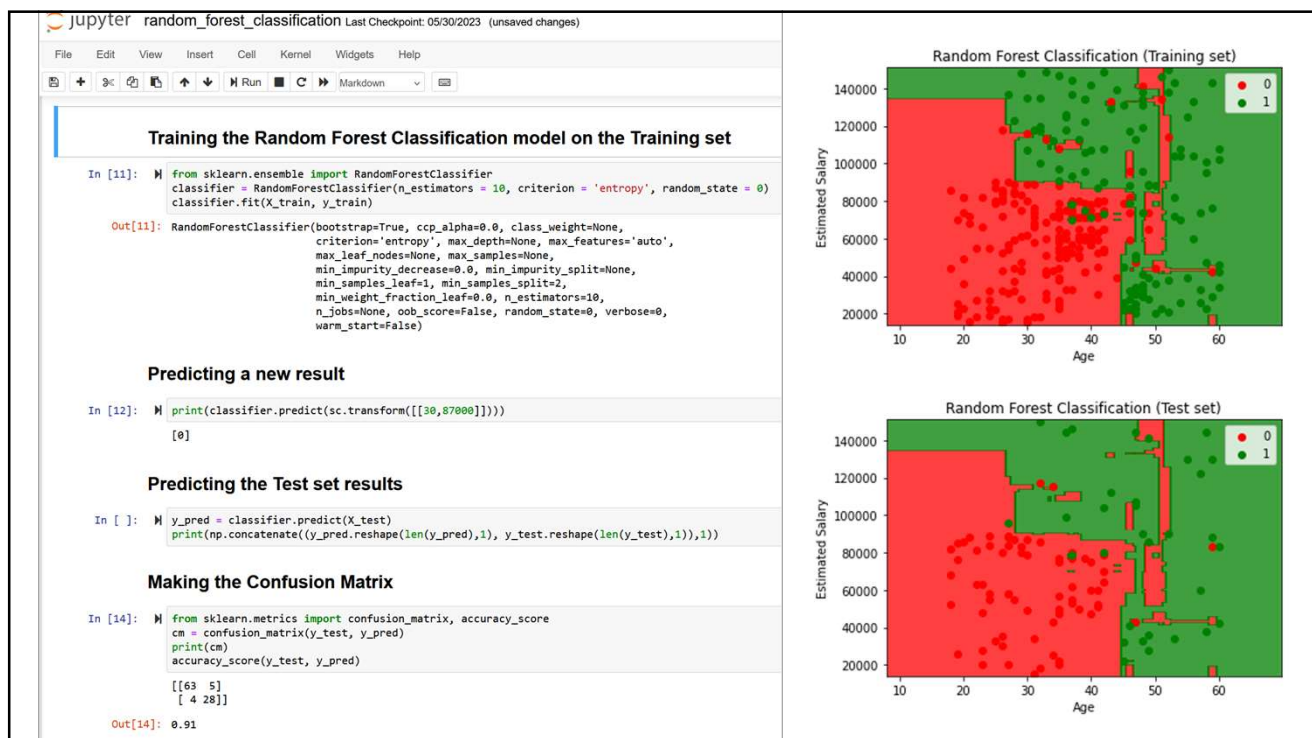 jupyter random_forest_classification Last Checkpoint: 05/30/2023 (unsaved changes)
File Edit View Insert Cell Kernel Widgets Help
Run Markdown
Training the Random Forest Classification model on the Training set
In [11]: from sklearn.ensemble import RandomForestClassifier
classifier = RandomForestClassifier(n_estimators = 10, criterion = 'entropy', random_state = 0)
classifier.fit(X_train, y_train)
Out[11]: RandomForestClassifier(bootstrap=True, ccp_alpha=0.0, class_weight=None,
criterion='entropy', max_depth=None, max_features='auto',
max_leaf_nodes=None, max_samples=None,
min_impurity_decrease=0.0, min_impurity_split=None,
min_samples_leaf=1, min_samples_split=2,
min_weight_fraction_leaf=0.0, n_estimators=10,
n_jobs=None, oob_score=False, random_state=0, verbose=0,
warm_start=False)
Predicting a new result
In [12]: print(classifier.predict(sc.transform([[30,87000]])))
[0]
Predicting the Test set results
In [ ]: y_pred = classifier.predict(X_test)
print(np.concatenate((y_pred.reshape(len(y_pred),1), y_test.reshape(len(y_test),1)),1))
Making the Confusion Matrix
In [14]: from sklearn.metrics import confusion_matrix, accuracy_score
cm = confusion_matrix(y_test, y_pred)
print(cm)
accuracy_score(y_test, y_pred)
[[63 5]
[ 4 28]]
Out[14]: 0.91
Random Forest Classification (Training set)
0
1
140000
120000
100000
80000
60000
40000
20000
Estimated Salary
10 20 30 40 50 60
Age
Random Forest Classification (Test set)
0
1
140000
120000
100000
80000
60000
40000
20000
Estimated Salary
10 20 30 40 50 60
Age